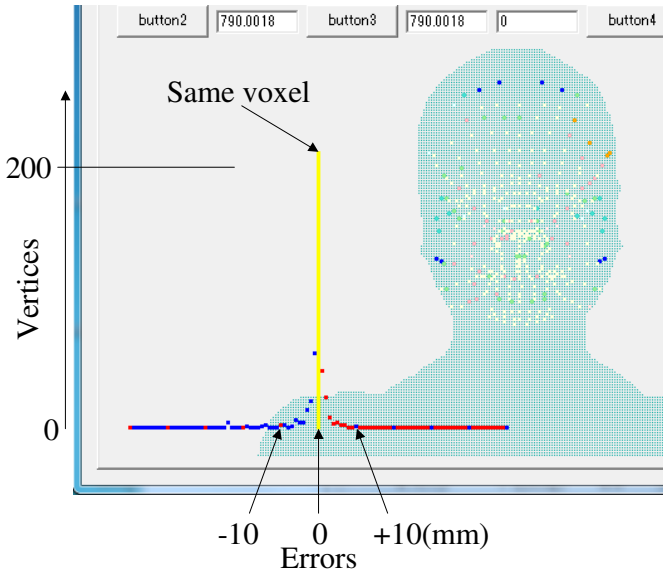 button2 790.0018 button3 790.0018 0 button4
Same voxel
200
Vertices
0
-10 0 +10(mm)
Errors